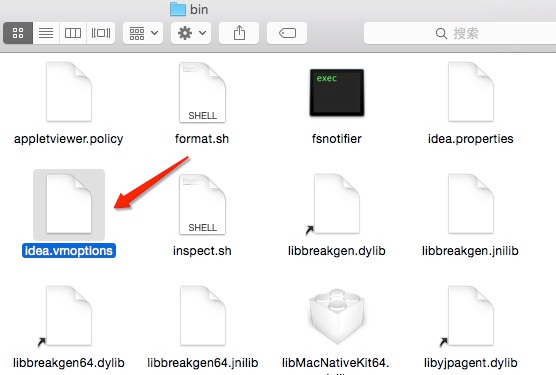 bin
搜索
exec
SHELL
appletviewer.policy
format.sh
fsnotifier
idea.properties
SHELL
idea.vmoptions
inspect.sh
libbreakgen.dylib
libbreakgen.jnilib
libbreakgen64.dylib
libbreakgen64.jnilib
libMacNativeKit64.
libyjpagent.dylib